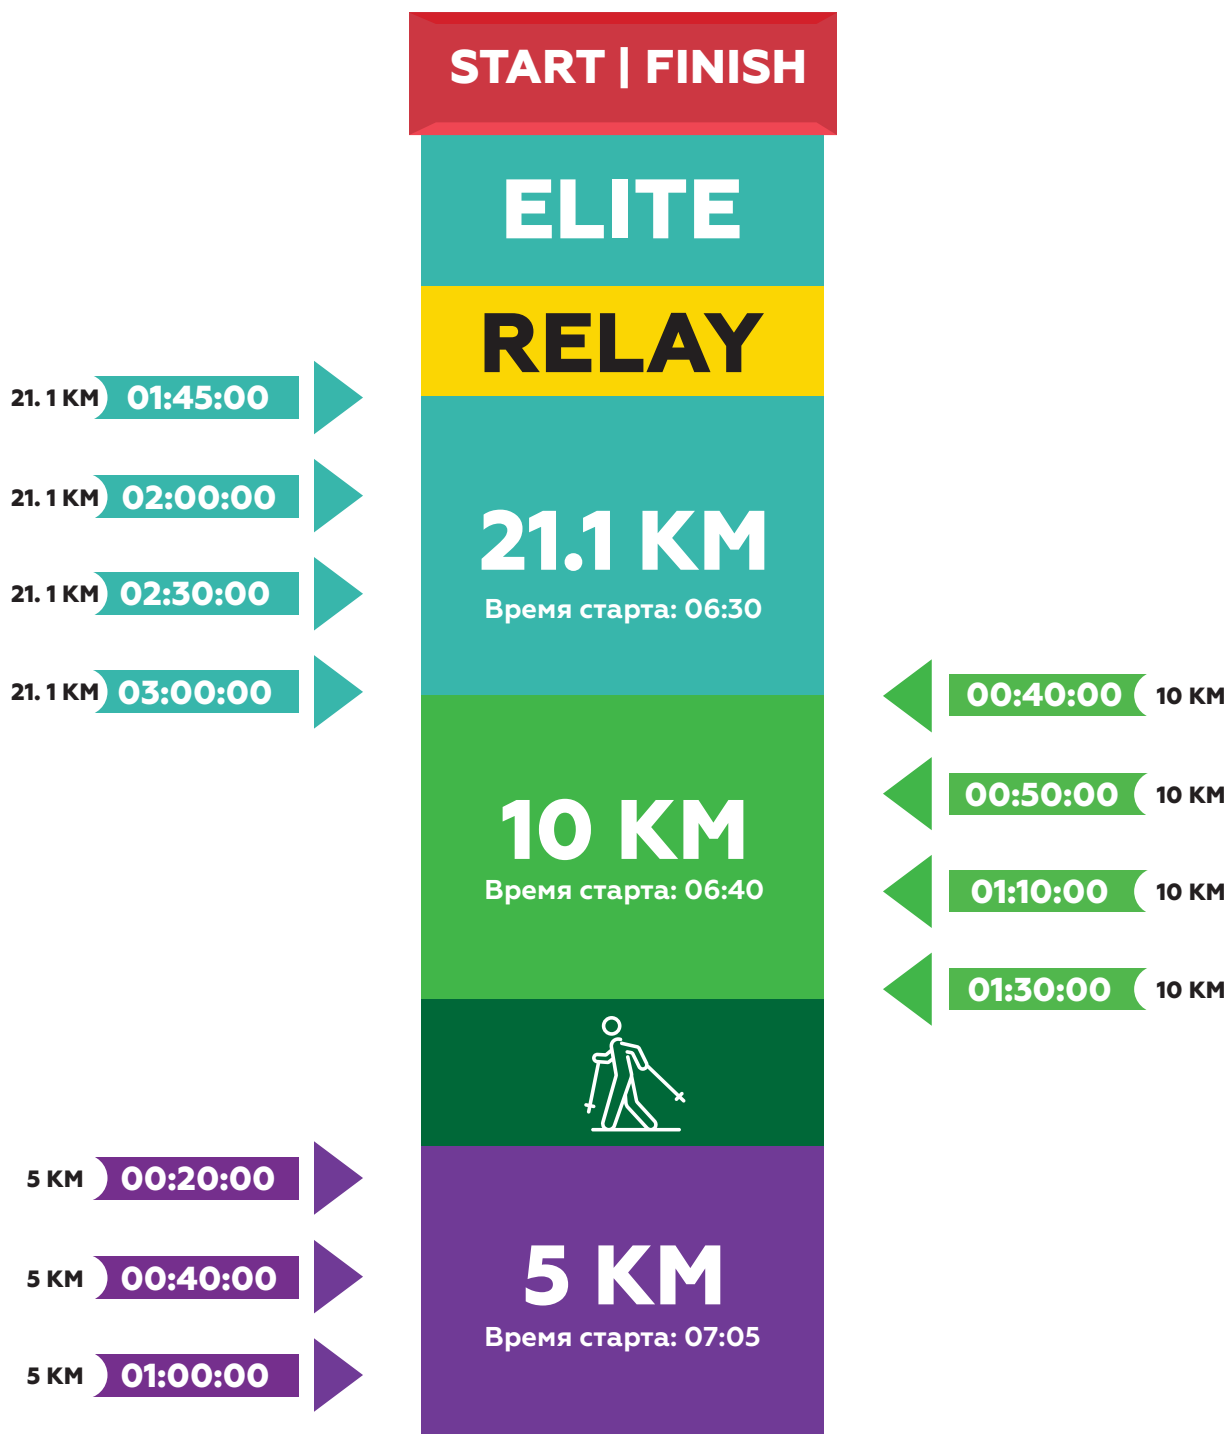 START | FINISH
ELITE
RELAY
21. 1 KM 01:45:00
21. 1 KM 02:00:00
21.1 KM
21. 1 KM 02:30:00
Время старта: 06:30
21. 1 KM 03:00:00
00:40:00 10 KM
00:50:00 10 KM
10 KM
Время старта: 06:40
01:10:00 10 KM
01:30:00 10 KM
5 KM 00:20:00
5 KM 00:40:00
5 KM
Время старта: 07:05
5 KM 01:00:00